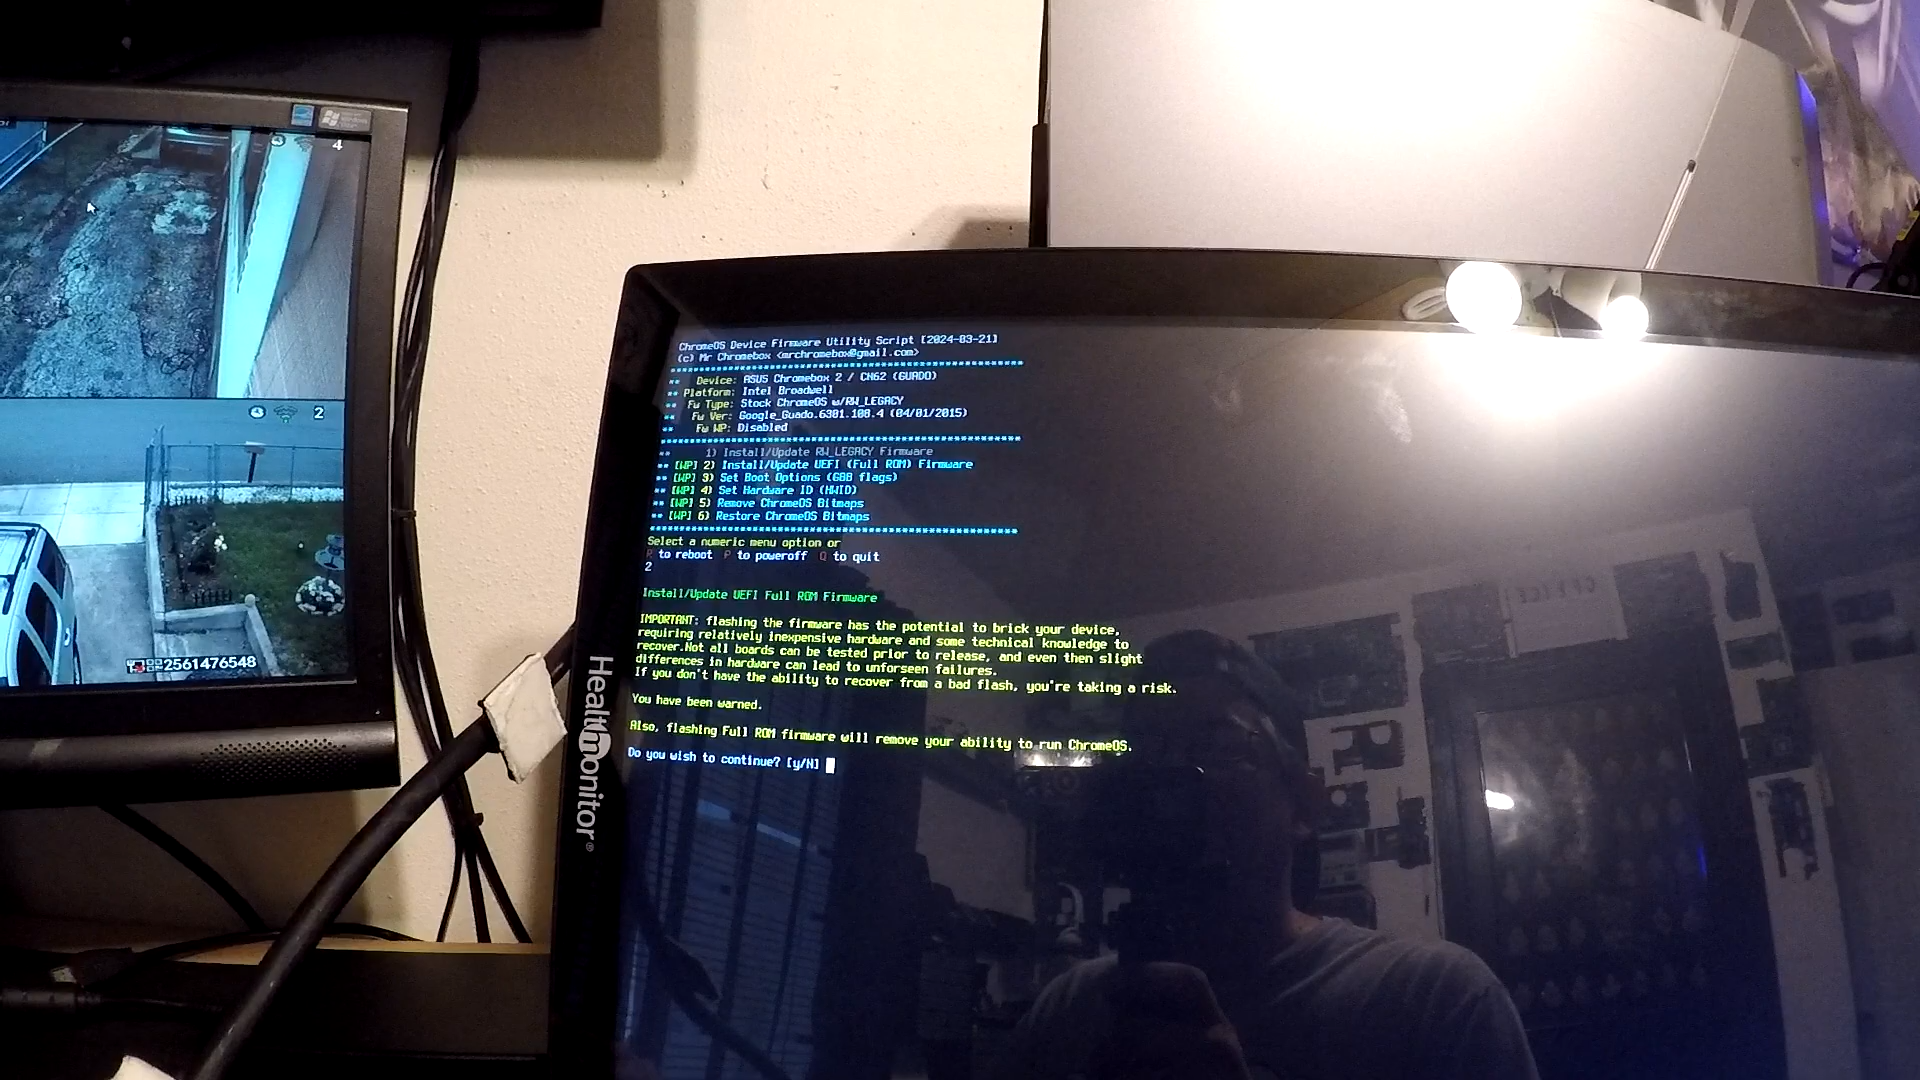 4
2
2561476548
Healthmonitor®
ChromeOS Device Firmware Utility Script [2024-03-21]
(c) Mr Chromebox <mrchromebox@gmail.com>
*********************************************************
** Device: ASUS Chromebox 2 / CN62 (GUADO)
** Platform: Intel Broadwell
** Fw Type: Stock ChromeOS w/RW_LEGACY
** Fw Ver: Google_Guado.6301.108.4 (04/01/2015)
** Fw WP: Disabled
*********************************************************
** 1) Install/Update RW_LEGACY Firmware
** [WP] 2) Install/Update UEFI (Full ROM) Firmware
** [WP] 3) Set Boot Options (GBB flags)
** [WP] 4) Set Hardware ID (HWID)
** [WP] 5) Remove ChromeOS Bitmaps
** [WP] 6) Restore ChromeOS Bitmaps
*********************************************************
Select a numeric menu option or
R to reboot P to poweroff Q to quit
2
Install/Update UEFI Full ROM Firmware
IMPORTANT: flashing the firmware has the potential to brick your device,
requiring relatively inexpensive hardware and some technical knowledge to
recover.Not all boards can be tested prior to release, and even then slight
differences in hardware can lead to unforseen failures.
If you don't have the ability to recover from a bad flash, you're taking a risk.
You have been warned.
Also, flashing Full ROM firmware will remove your ability to run ChromeOS.
Do you wish to continue? [y/N]